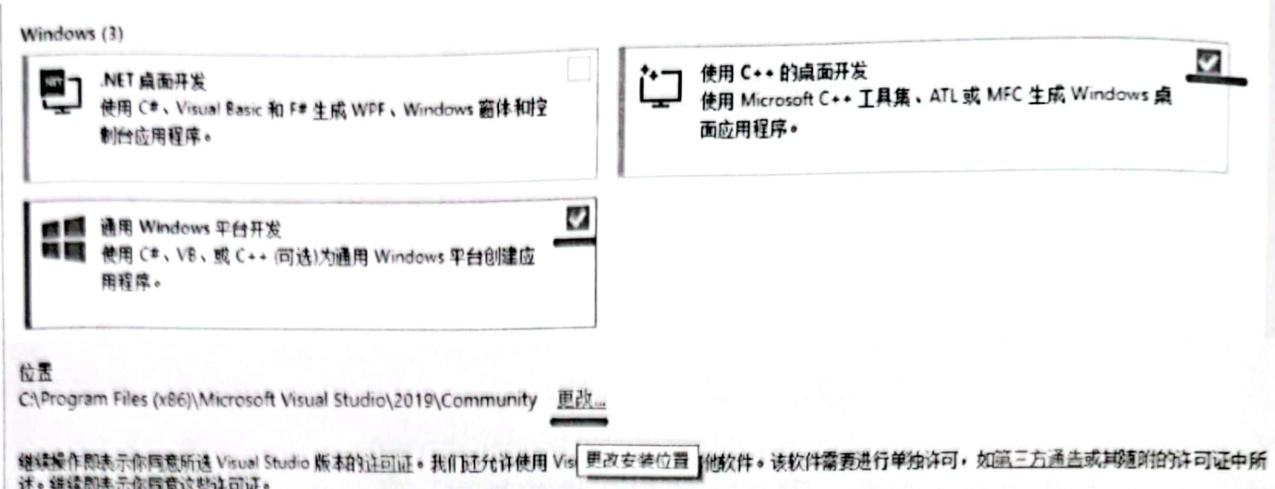 Windows (3)
.NET 桌面开发
使用 C#、Visual Basic 和 F# 生成 WPF、Windows 窗体和控
制台应用程序。
使用 C++ 的桌面开发
使用 Microsoft C++ 工具集、ATL 或 MFC 生成 Windows 桌
面应用程序。
通用 Windows 平台开发
使用 C#、VB、或 C++ (可选)为通用 Windows 平台创建应
用程序。
位置
C:\Program Files (x86)\Microsoft Visual Studio\2019\Community 更改...
继续操作即表示你同意所选 Visual Studio 版本的许可证。我们还允许使用 Vis 更改安装位置 他软件。该软件需要进行单独许可，如第三方通告或其随附的许可证中所
述。继续即表示你同意这些许可证。